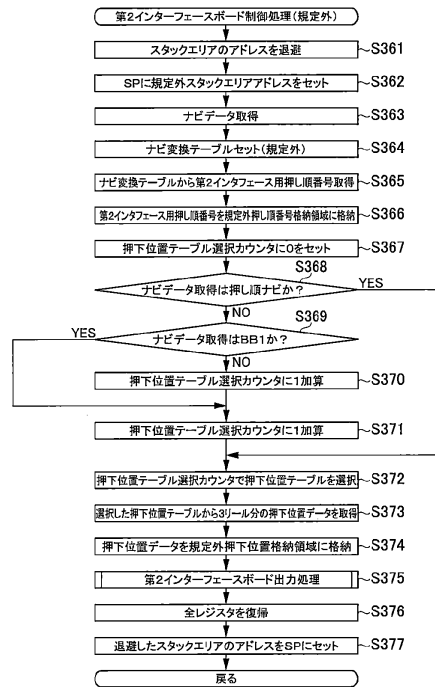 第2インターフェースボード制御処理(規定外)
スタックエリアのアドレスを退避
S361
SPに規定外スタックエリアアドレスをセット
S362
ナビデータ取得
S363
ナビ変換テーブルセット(規定外)
S364
ナビ変換テーブルから第2インタフェース用押し順番号取得
S365
第2インタフェース用押し順番号を規定外押し順番号格納領域に格納
S366
押下位置テーブル選択カウンタに0をセット
S367
S368
ナビデータ取得は押し順ナビか?
YES
NO
S369
YES
ナビデータ取得はBB1か?
NO
押下位置テーブル選択カウンタに1加算
S370
押下位置テーブル選択カウンタに1加算
S371
押下位置テーブル選択カウンタで押下位置テーブルを選択
S372
選択した押下位置テーブルから3リール分の押下位置データを取得
S373
押下位置データを規定外押下位置格納領域に格納
S374
第2インターフェースボード出力処理
S375
全レジスタを復帰
S376
退避したスタックエリアのアドレスをSPにセット
S377
戻る